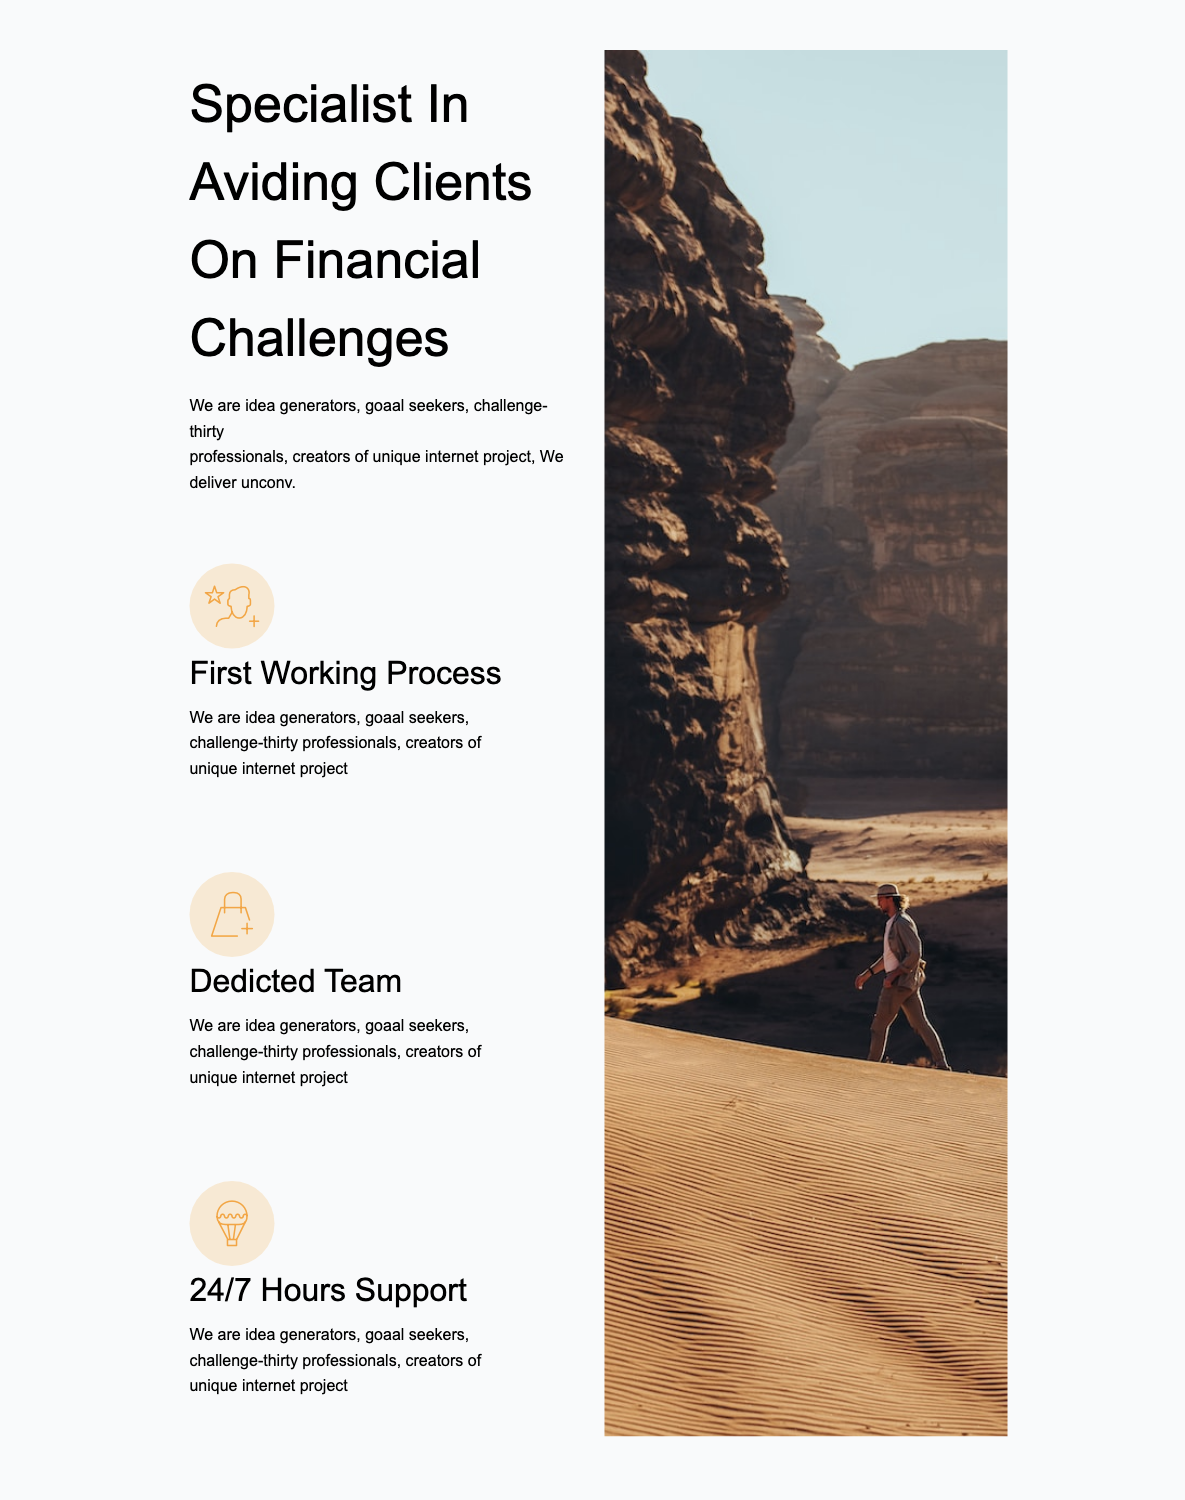 Specialist In
Aviding Clients
On Financial
Challenges
We are idea generators, goaal seekers, challenge-
thirty
professionals, creators of unique internet project, We
deliver unconv.
First Working Process
We are idea generators, goaal seekers,
challenge-thirty professionals, creators of
unique internet project
Dedicted Team
We are idea generators, goaal seekers,
challenge-thirty professionals, creators of
unique internet project
24/7 Hours Support
We are idea generators, goaal seekers,
challenge-thirty professionals, creators of
unique internet project